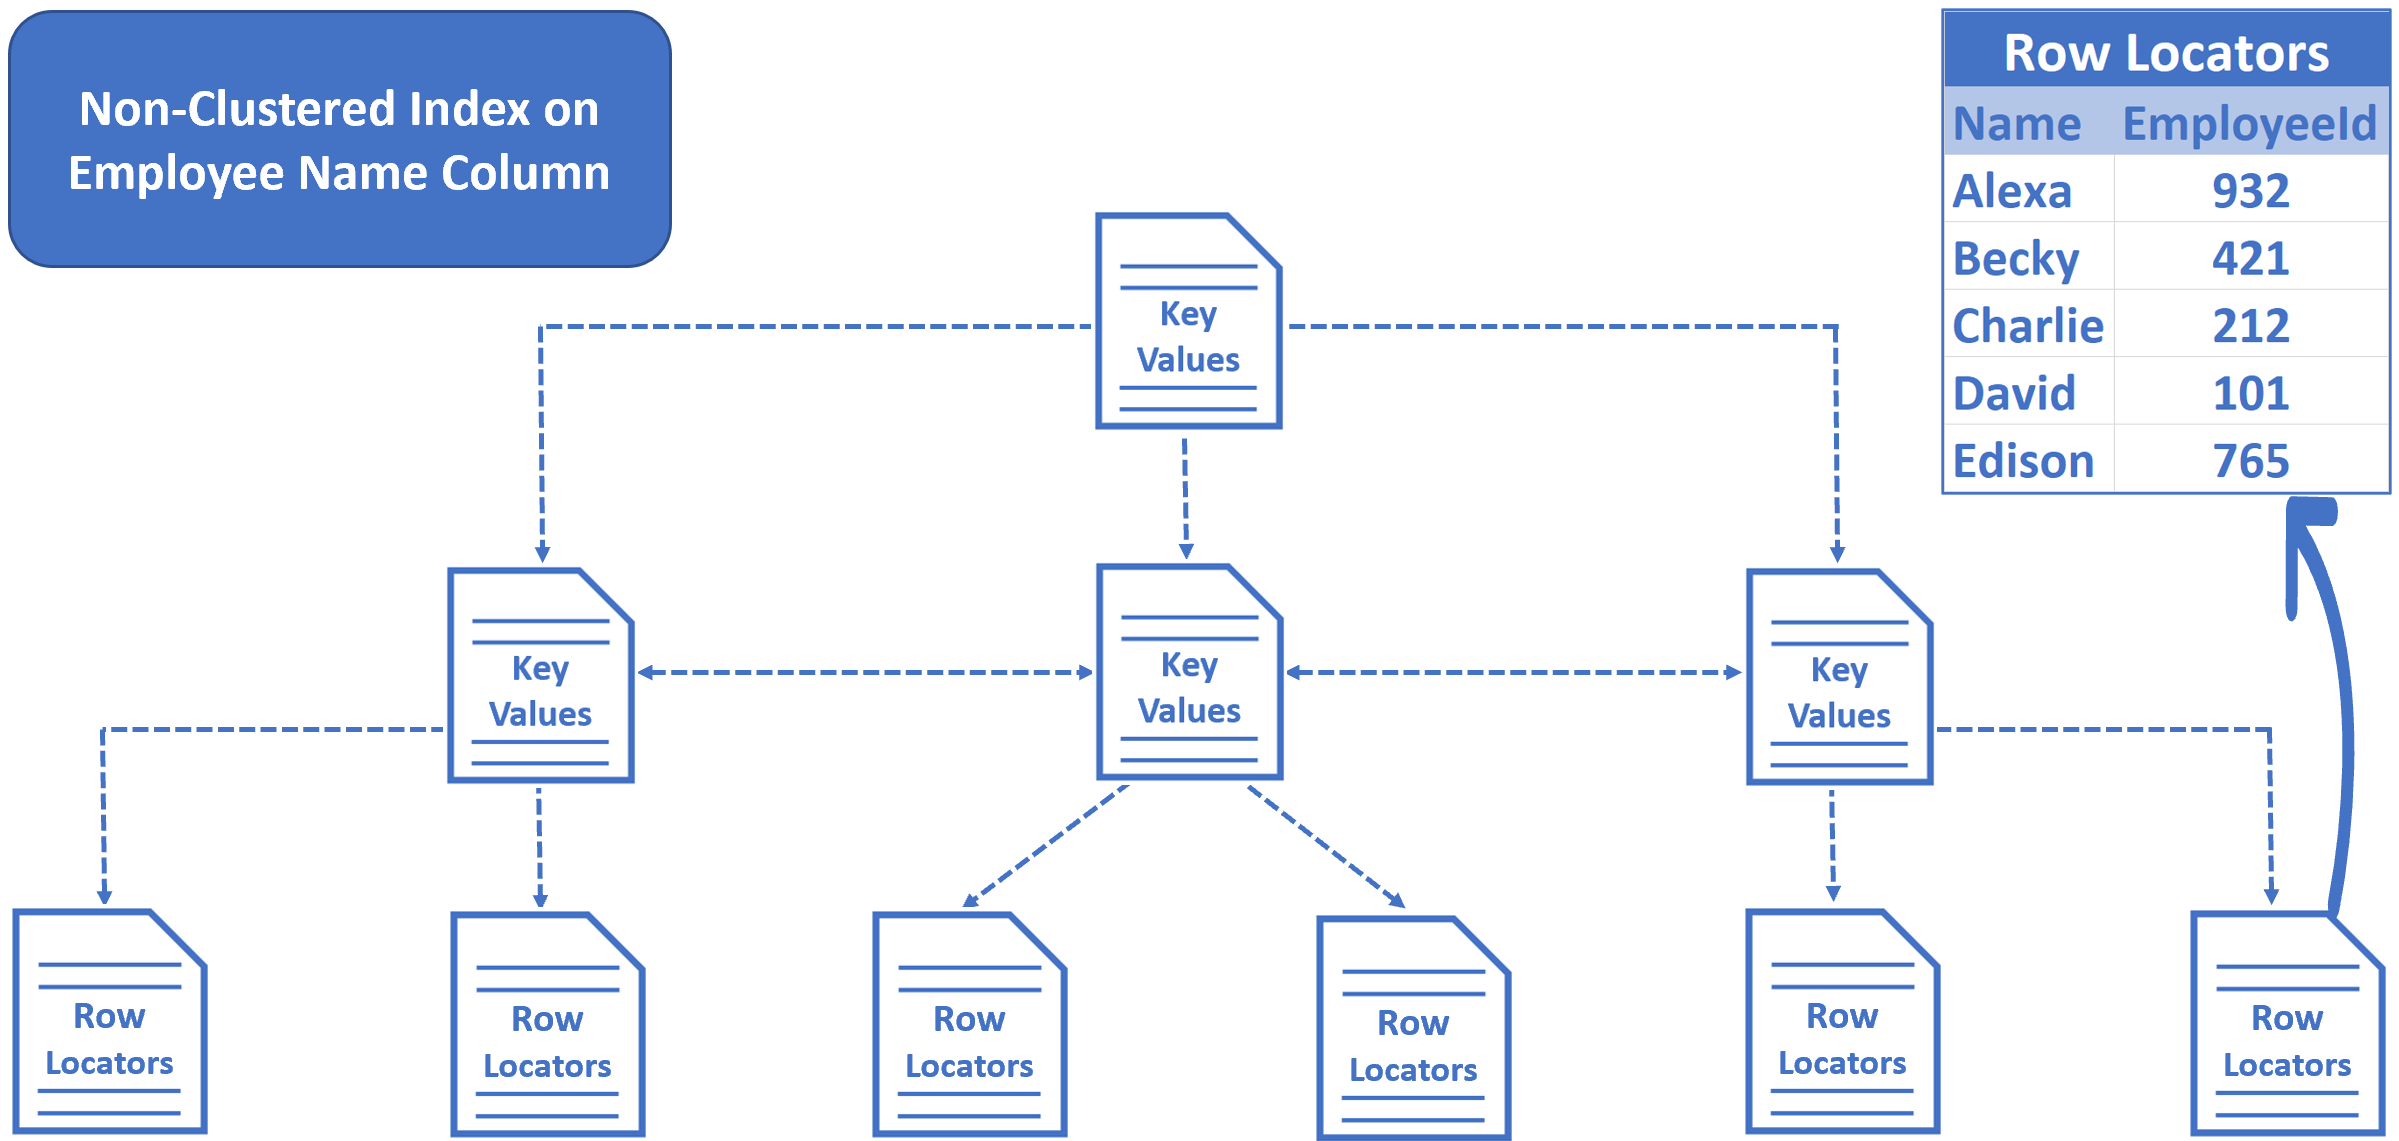 Non-Clustered Index on
Employee Name Column
Row Locators
Name EmployeeId
Alexa 932
Becky 421
Charlie 212
David 101
Edison 765
Key
Values
Key
Values
Key
Values
Key
Values
Row
Locators
Row
Locators
Row
Locators
Row
Locators
Row
Locators
Row
Locators